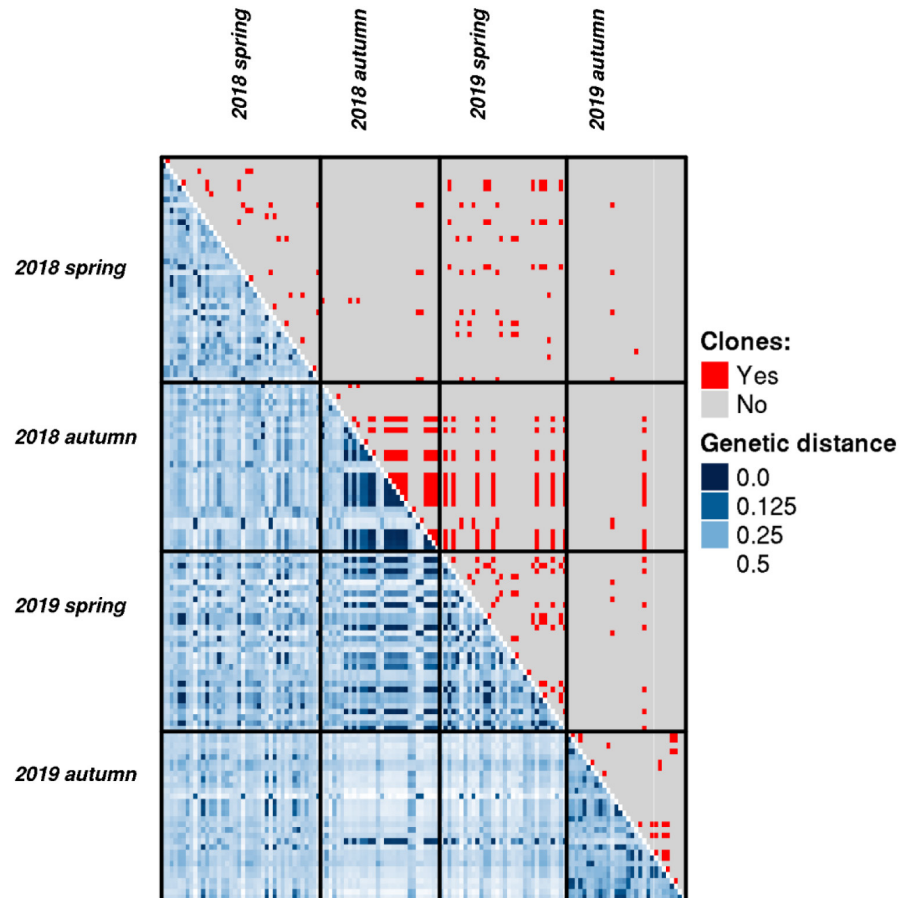 2018 spring
2018 autumn
2019 spring
2019 autumn
2018 spring
2018 autumn
2019 spring
2019 autumn
Clones:
Yes
No
Genetic distance
0.0
0.125
0.25
0.5